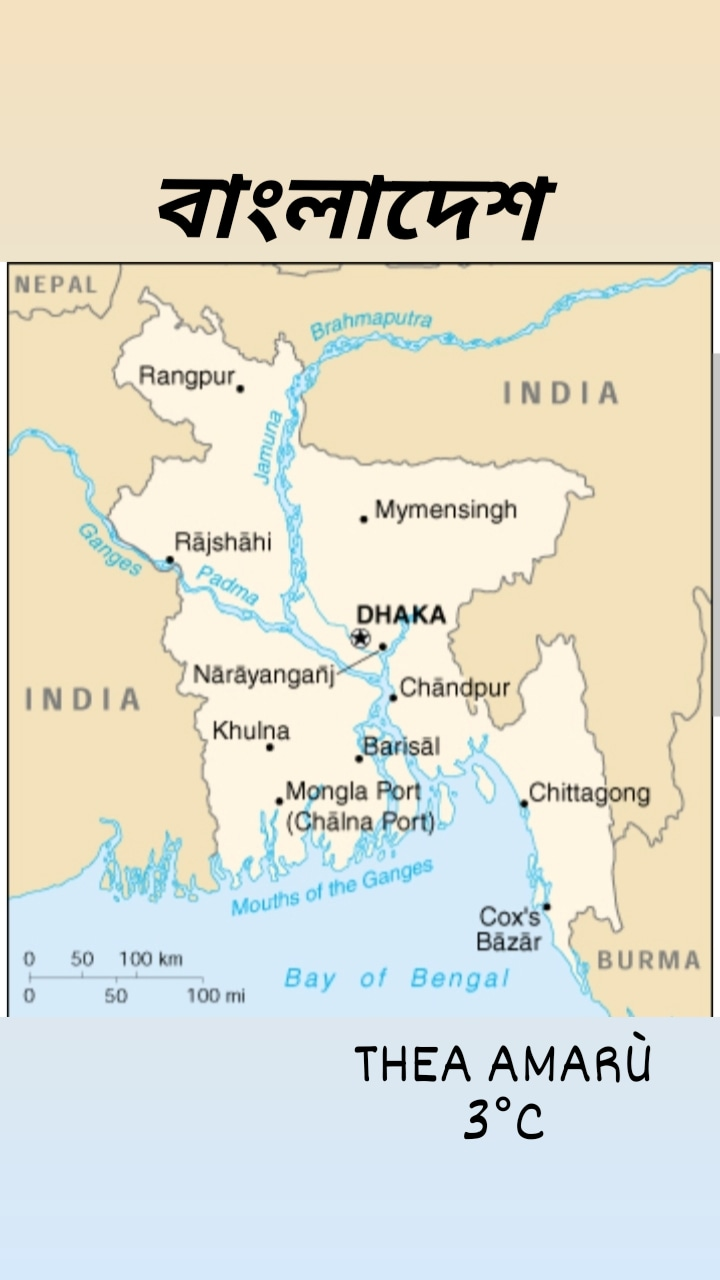 বাংলাদেশ
NEPAL
Brahmaputra
Rangpur
INDIA
Jamuna
Mymensingh
Ganges
Rājshāhi
Padma
DHAKA
Nārāyangañj
Chāndpur
INDIA
Khulna
Barisāl
Mongla Port
(Chālna Port)
Chittagong
Mouths of the Ganges
Cox's
Bāzār
BURMA
0 50 100 km
Bay of Bengal
0 50 100 mi
THEA AMARÙ
3°C